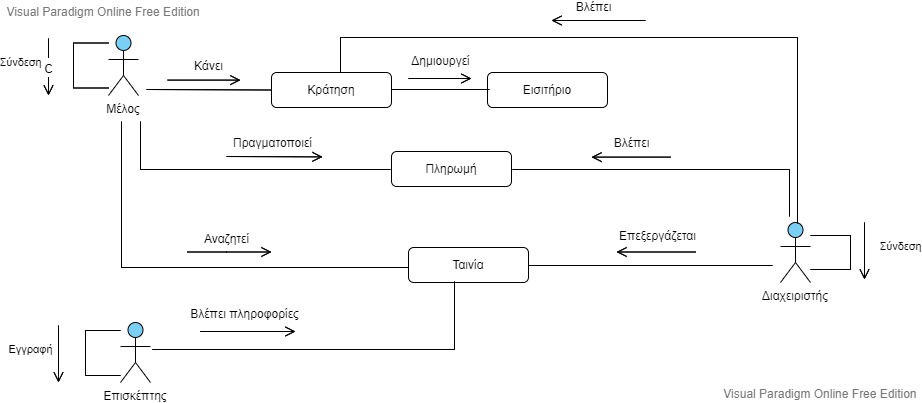 Visual Paradigm Online Free Edition
Βλέπει
Σύνδεση
C
Κάνει
Δημιουργεί
Κράτηση
Εισιτήριο
Μέλος
Πραγματοποιεί
Βλέπει
Πληρωμή
Αναζητεί
Επεξεργάζεται
Σύνδεση
Ταινία
Διαχειριστής
Βλέπει πληροφορίες
Εγγραφή
Επισκέπτης
Visual Paradigm Online Free Edition